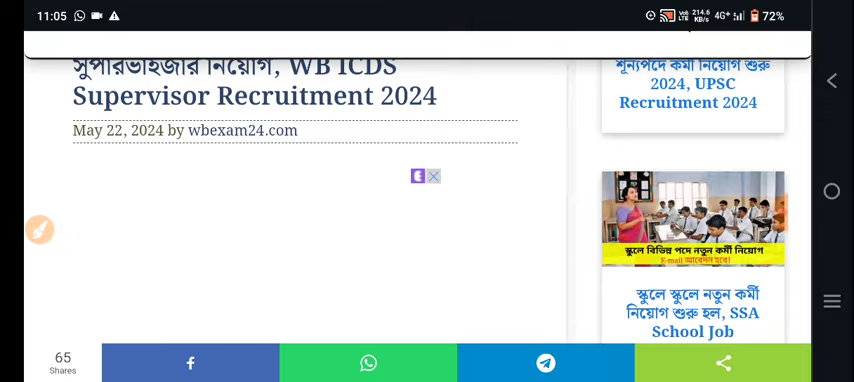 11:05
Vo)) LTE
214.6 KB/s
4G+
72%
সুপারভাইজার নিয়োগ, WB ICDS
Supervisor Recruitment 2024
May 22, 2024 by wbexam24.com
শূন্যপদে কর্মী নিয়োগ শুরু
2024, UPSC
Recruitment 2024
স্কুলে বিভিন্ন পদে নতুন কর্মী নিয়োগ
E-mail আবেদন হবে!
স্কুলে স্কুলে নতুন কর্মী
নিয়োগ শুরু হল, SSA
School Job
65
Shares